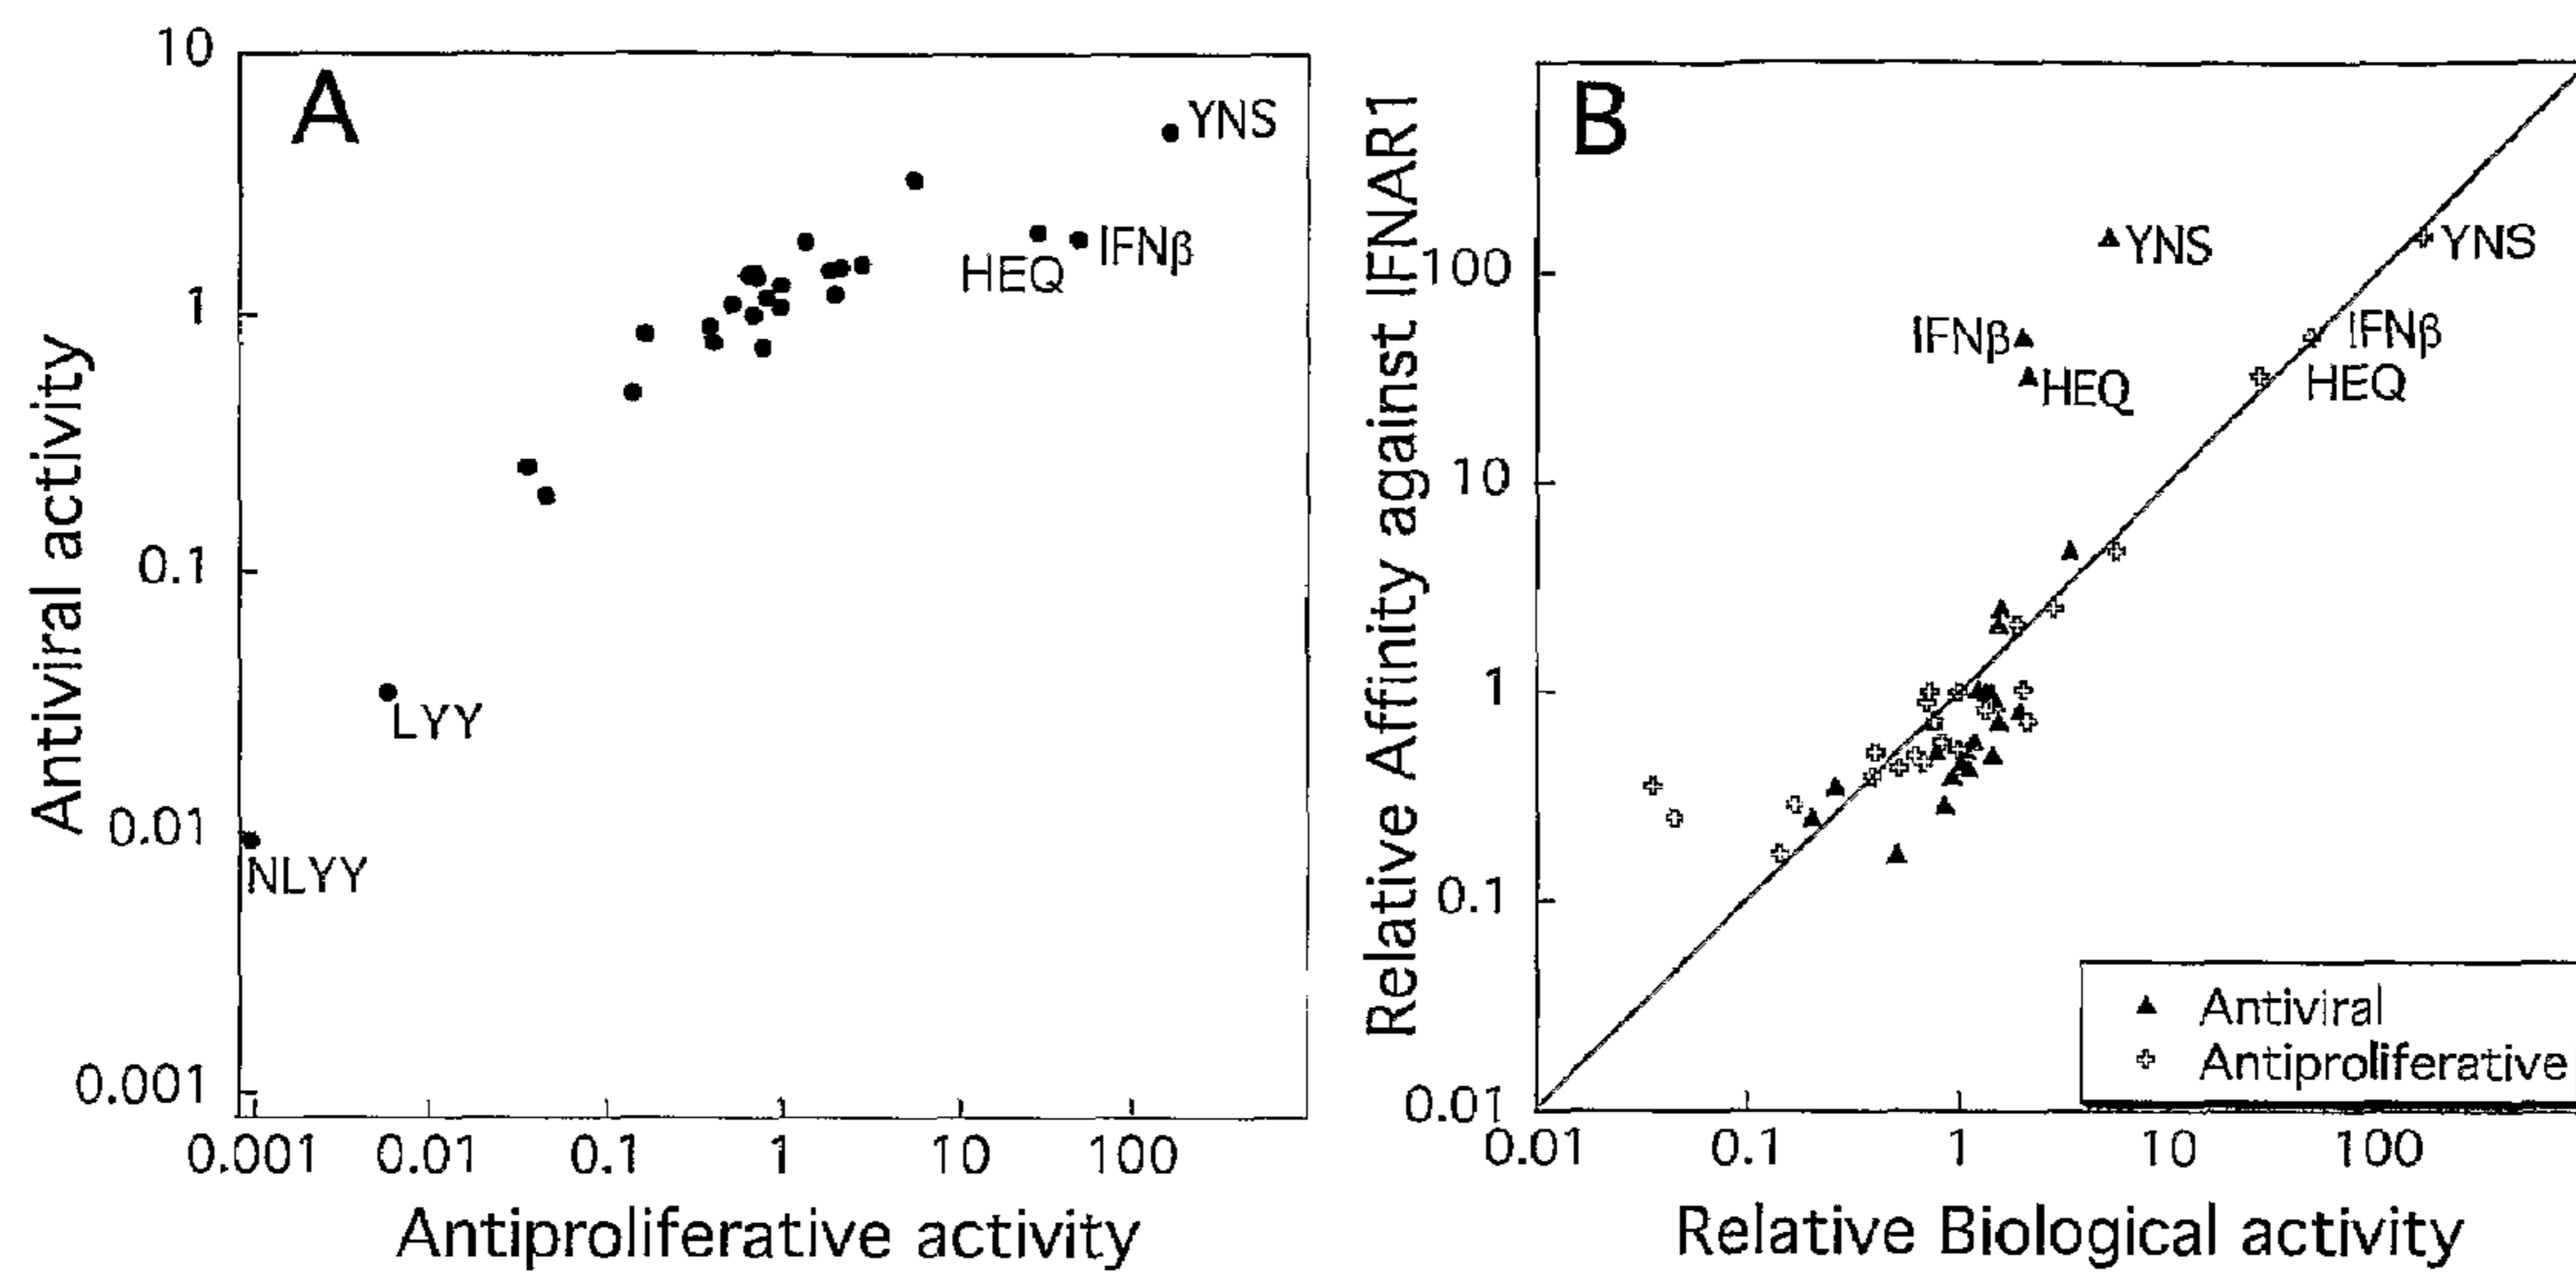 A
10
1
0.1
0.01
0.001
Antiviral activity
YNS
HEQ
IFNβ
LYY
NLYY
0.001 0.01 0.1 1 10 100
Antiproliferative activity
B
Relative Affinity against IFNAR1
100
10
1
0.1
0.01
YNS
YNS
IFNβ
IFNβ
HEQ
HEQ
Antiviral
Antiproliferative
0.01 0.1 1 10 100
Relative Biological activity